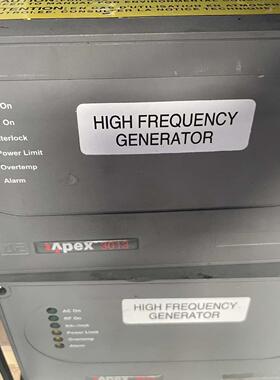 On
On
terlock
Power Limit
Overtemp
Alarm
HIGH FREQUENCY
GENERATOR
Apex 3013
AC On
RF On
Interlock
Power Limit
Overtemp
Alarm
HIGH FREQUENCY
GENERATOR